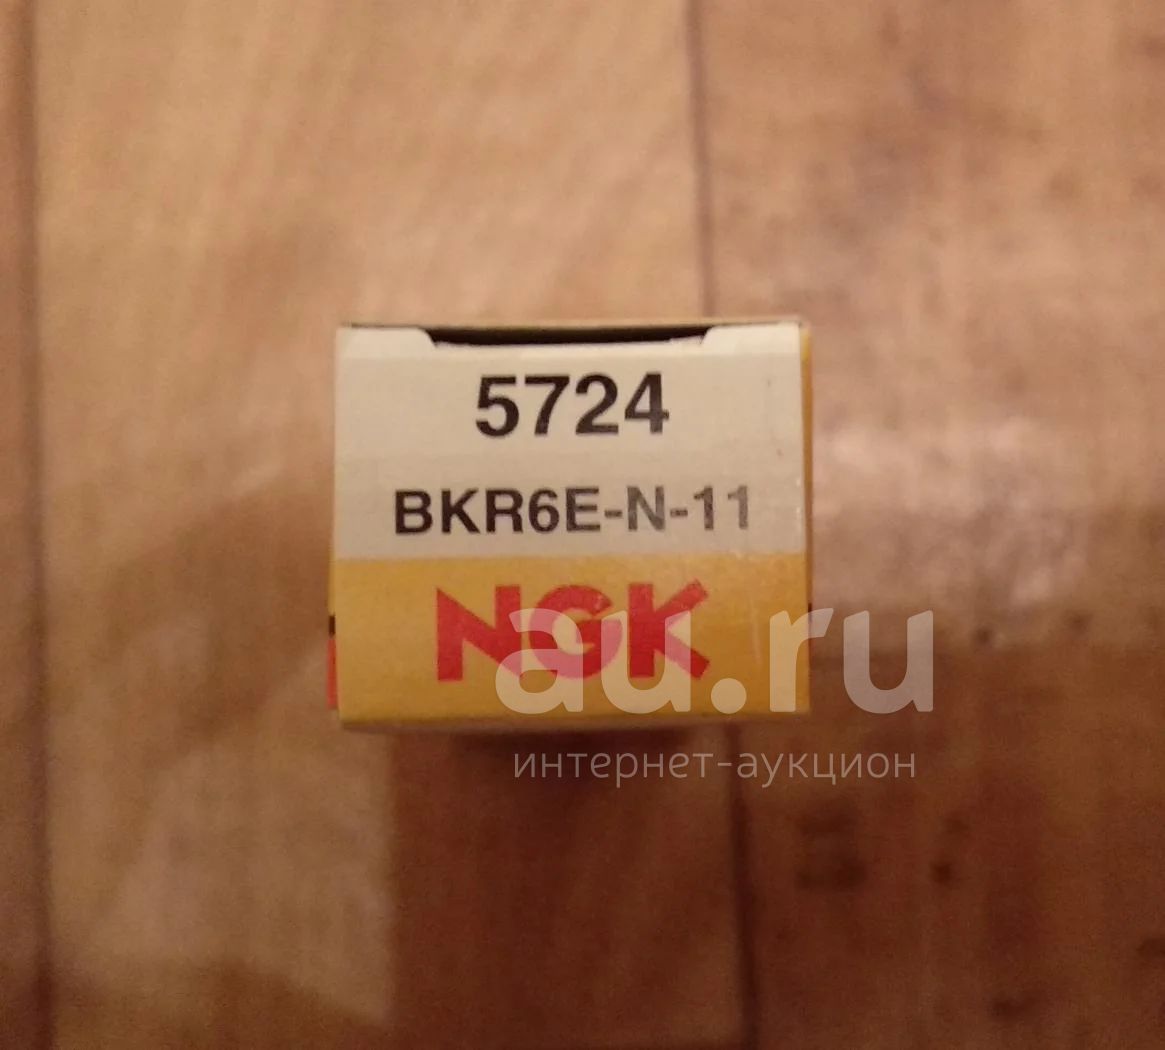 5724
BKR6E-N-11
NGK
au.ru
интернет-аукцион